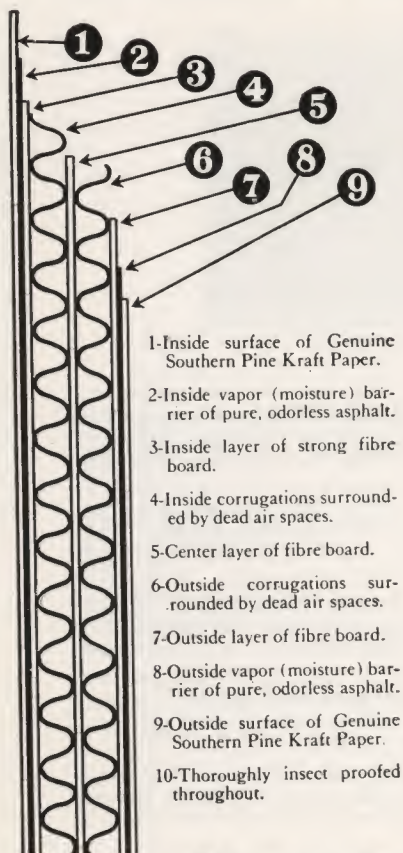 1
2
3
4
5
6
7
8
9
1-Inside surface of Genuine
Southern Pine Kraft Paper.
2-Inside vapor (moisture) bar-
rier of pure, odorless asphalt.
3-Inside layer of strong fibre
board.
4-Inside corrugations surround-
ed by dead air spaces.
5-Center layer of fibre board.
6-Outside corrugations sur-
rounded by dead air spaces.
7-Outside layer of fibre board.
8-Outside vapor (moisture) bar-
rier of pure, odorless asphalt.
9-Outside surface of Genuine
Southern Pine Kraft Paper.
10-Thoroughly insect proofed
throughout.